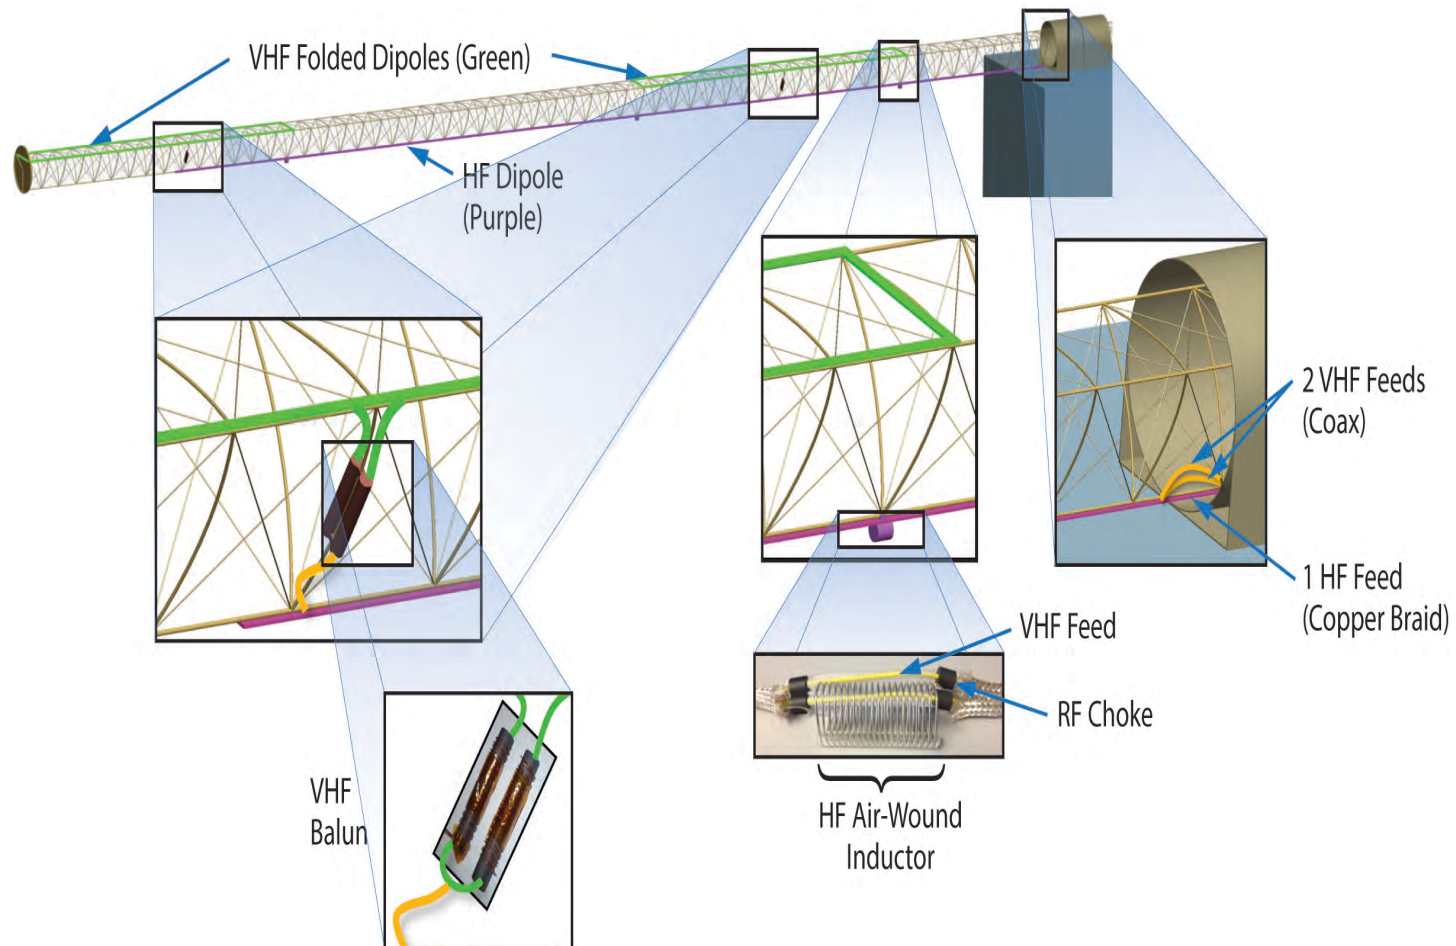 VHF Folded Dipoles (Green)
HF Dipole
(Purple)
2 VHF Feeds
(Coax)
1 HF Feed
(Copper Braid)
VHF Feed
RF Choke
VHF
Balun
HF Air-Wound
Inductor